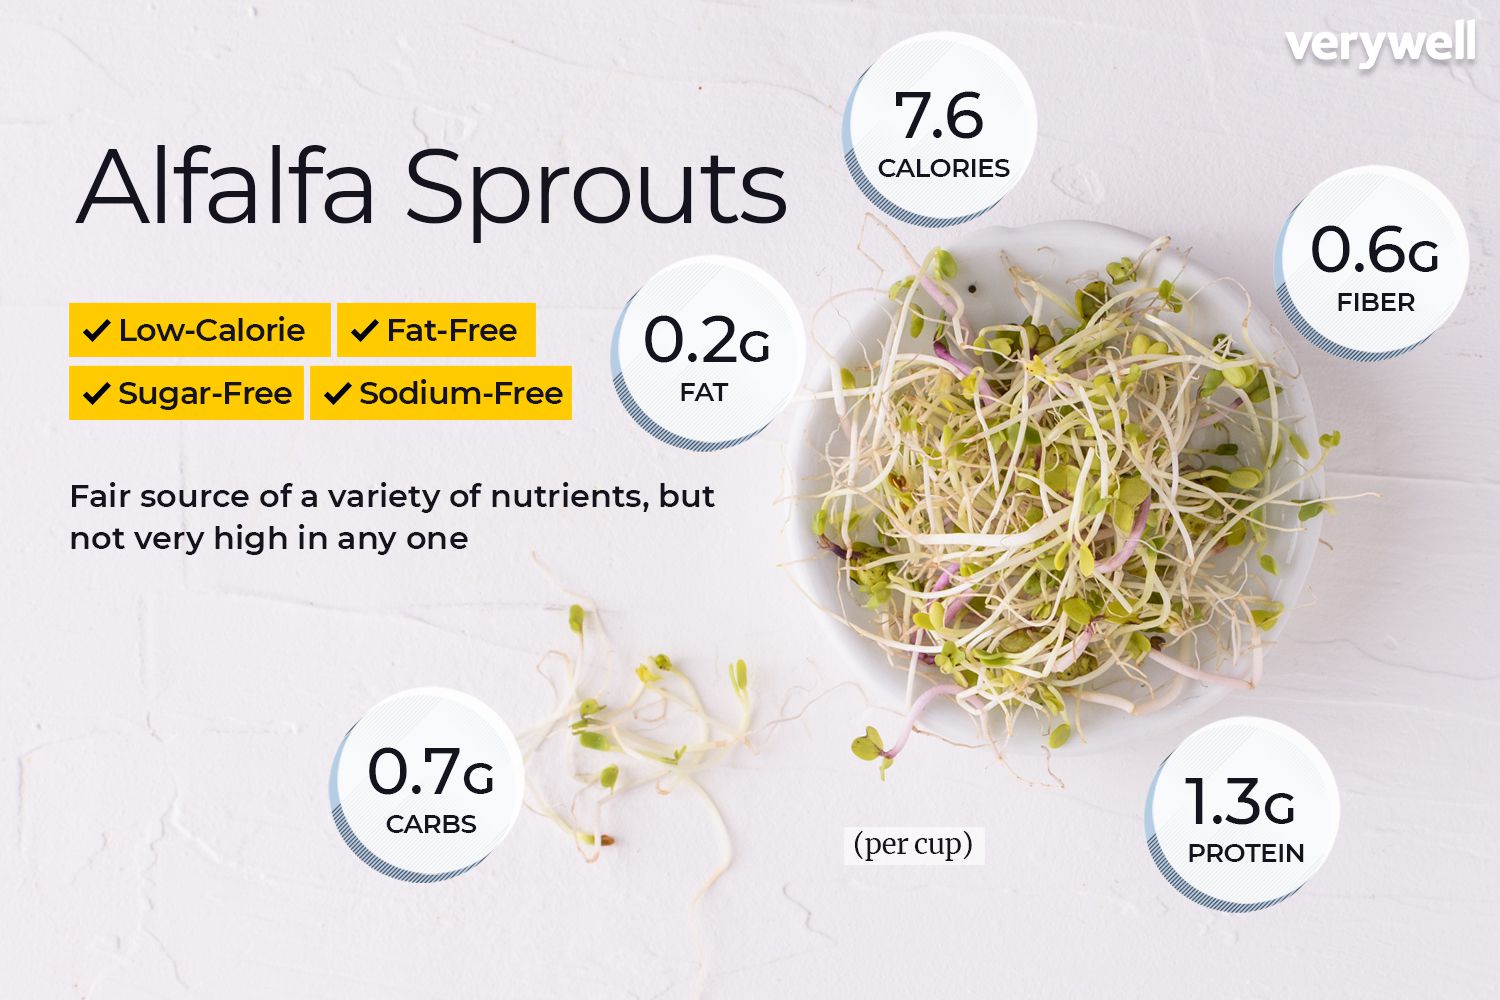 verywell
Alfalfa Sprouts
✓ Low-Calorie
✓ Fat-Free
✓ Sugar-Free
✓ Sodium-Free
Fair source of a variety of nutrients, but
not very high in any one
7.6
CALORIES
0.6G
FIBER
0.2G
FAT
0.7G
CARBS
1.3G
PROTEIN
(per cup)